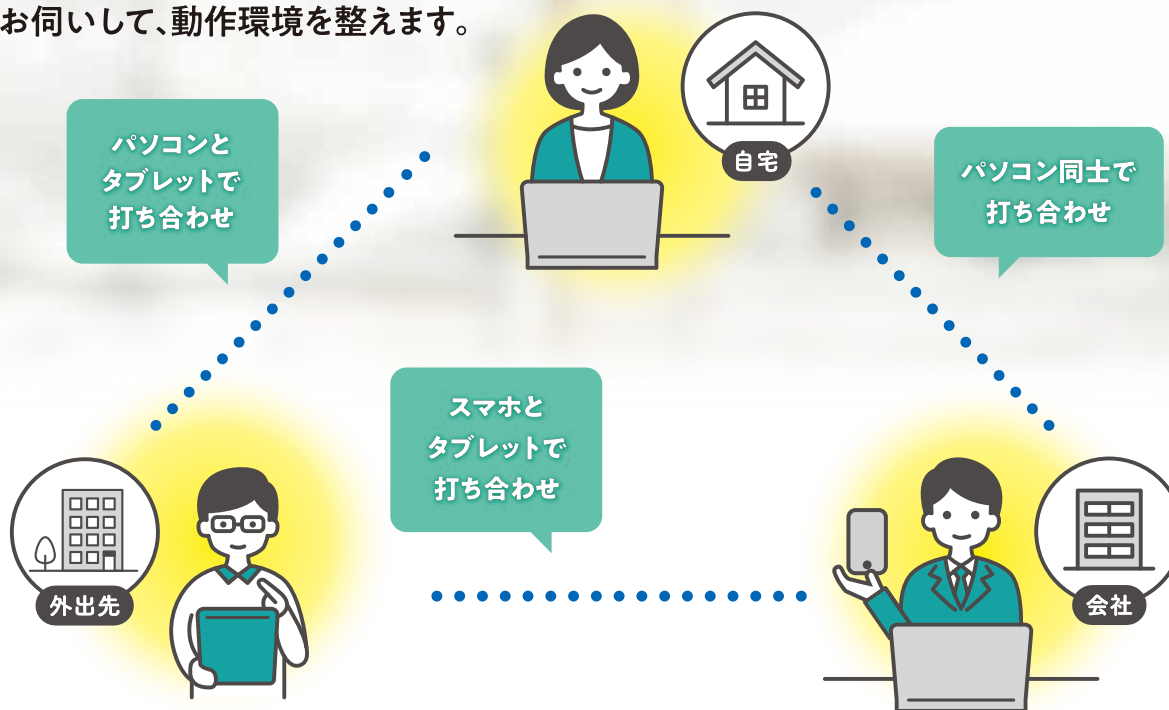 お伺いして、動作環境を整えます。
自宅
パソコンと
タブレットで
打ち合わせ
パソコン同士で
打ち合わせ
スマホと
タブレットで
打ち合わせ
外出先
会社